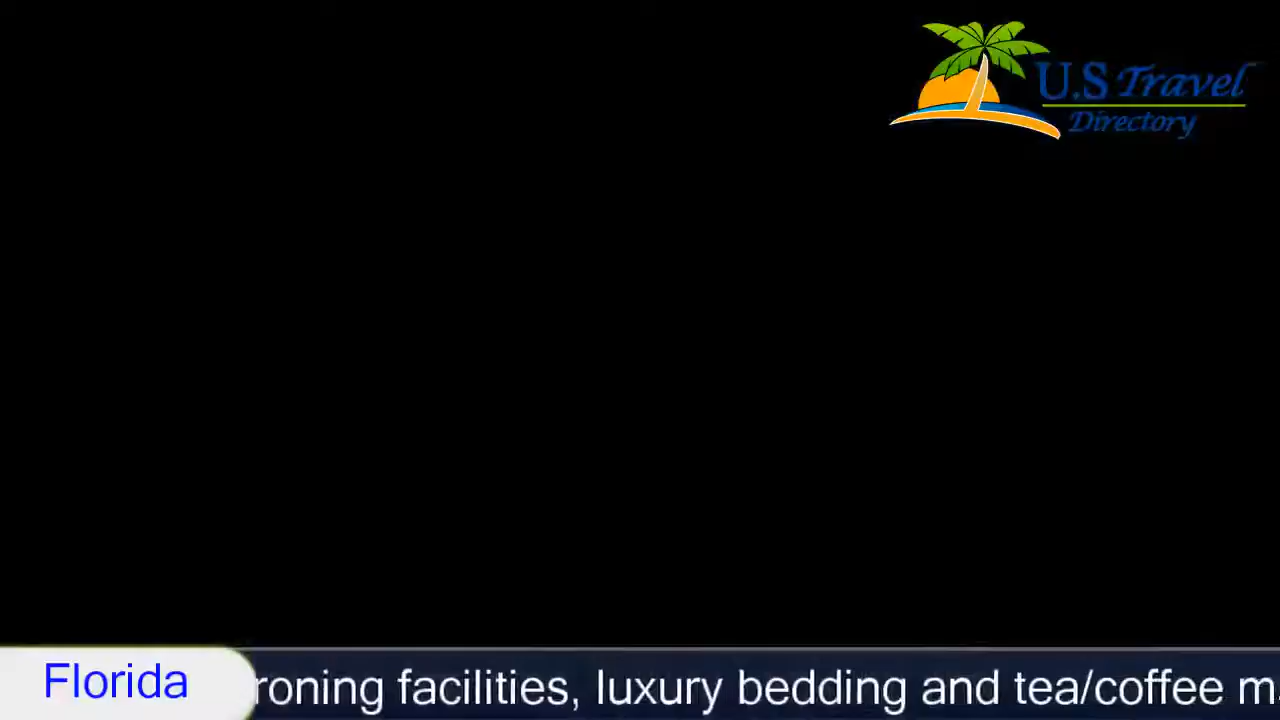 U.S Travel
Directory
Florida
roning facilities, luxury bedding and tea/coffee m